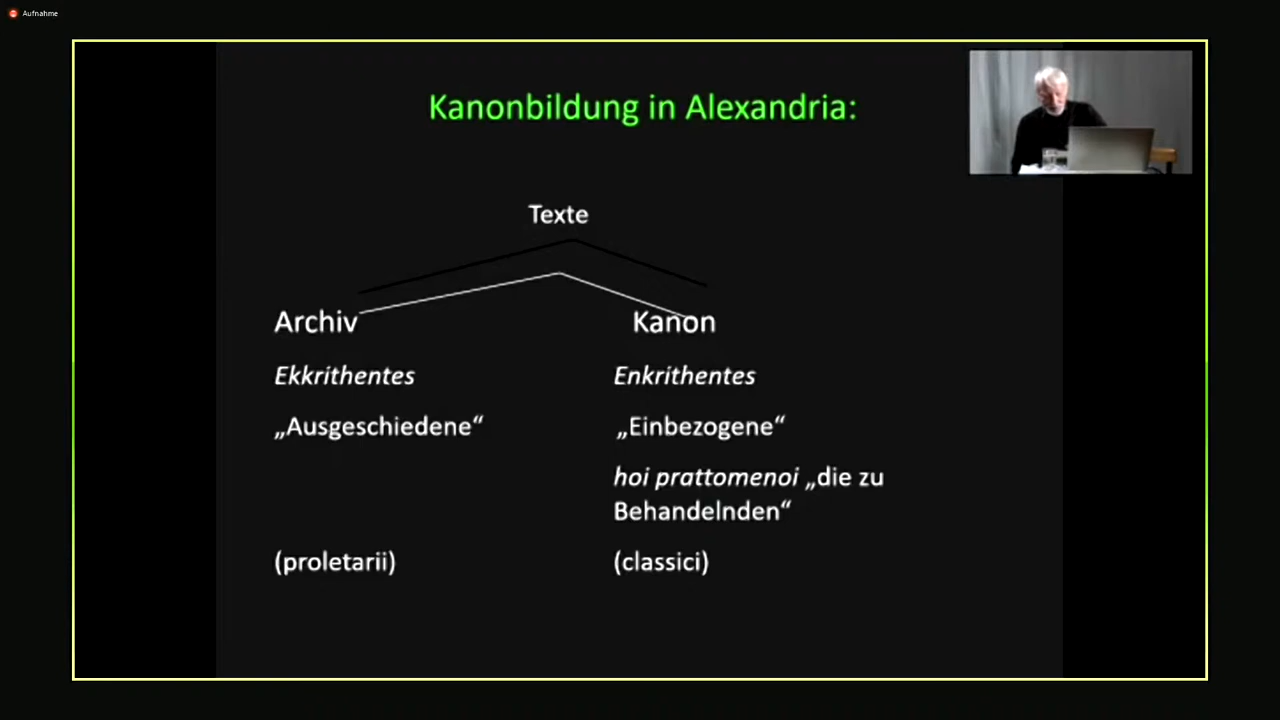 Aufnahme
Kanonbildung in Alexandria:
Texte
Archiv
Kanon
Ekkrithentes
Enkrithentes
„Ausgeschiedene“
„Einbezogene“
hoi prattomenoi „die zu
Behandelnden“
(proletarii)
(classici)